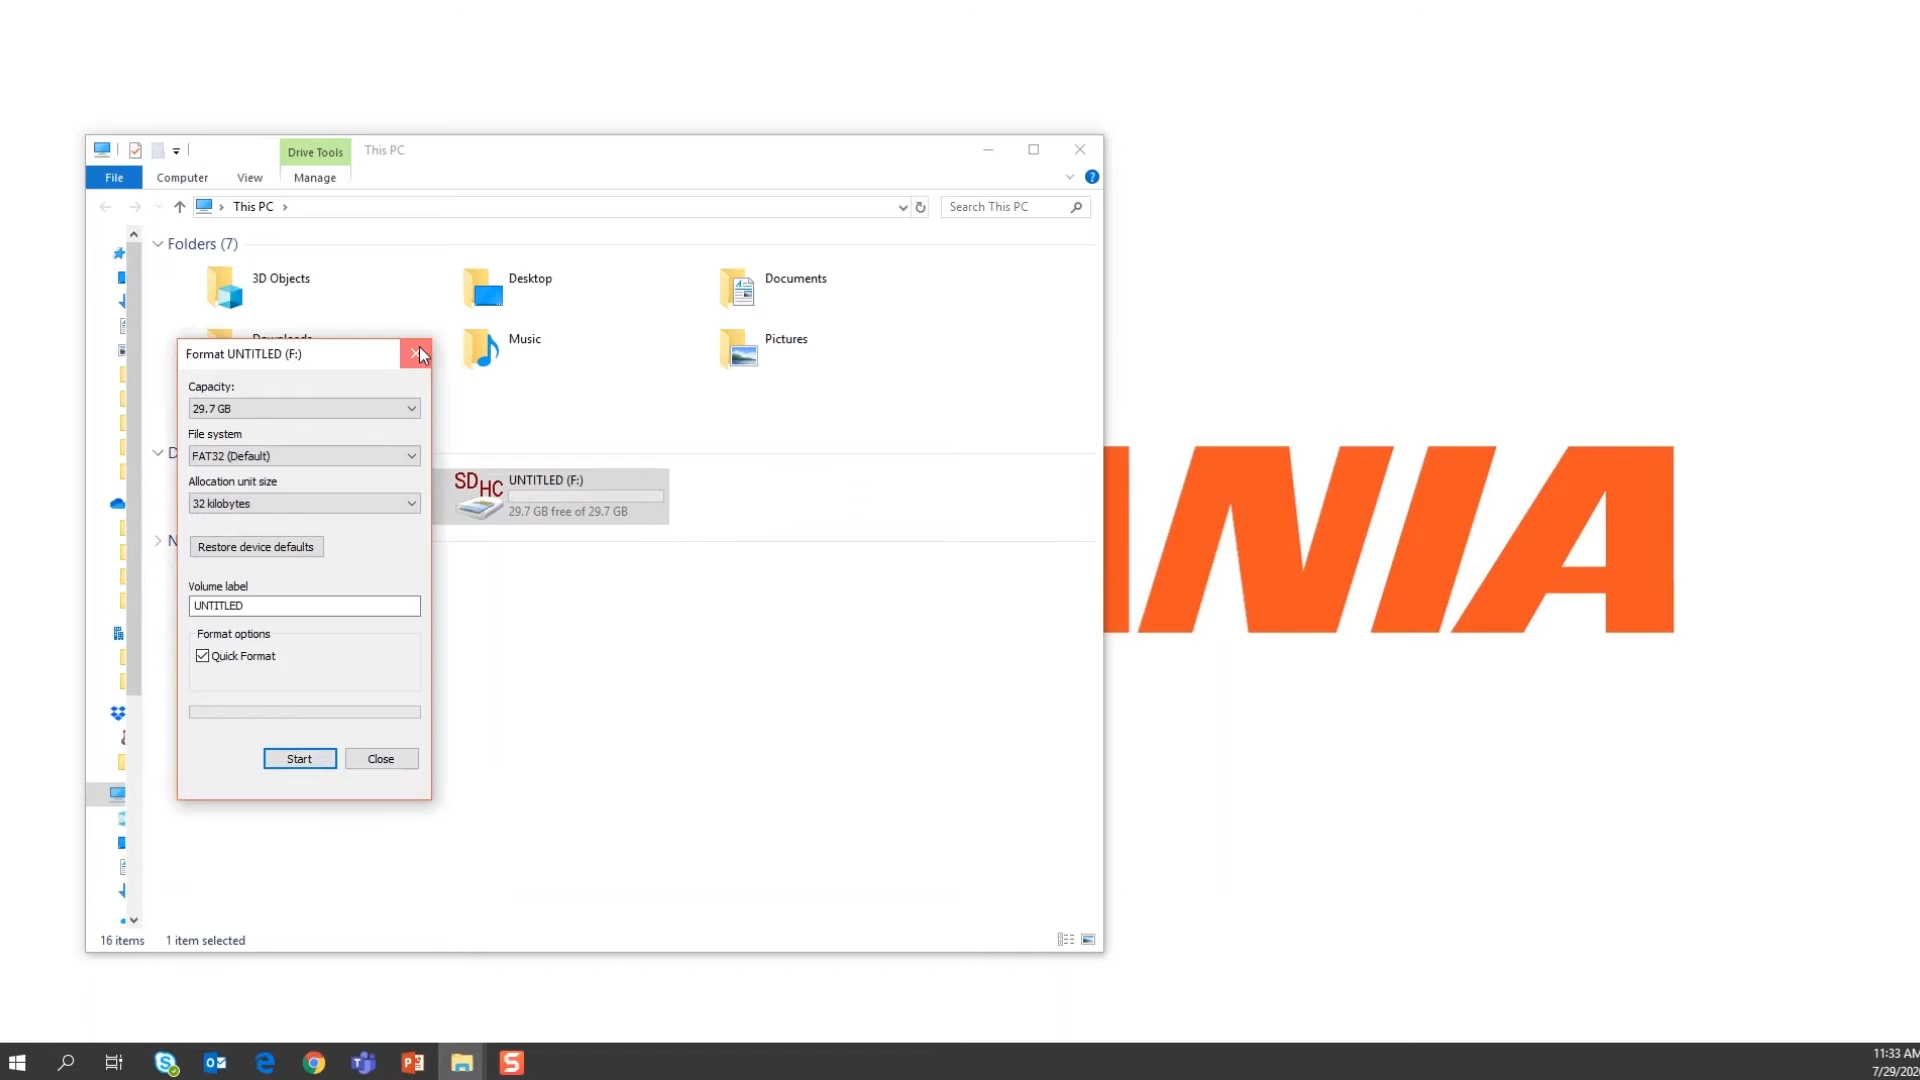 Drive Tools
This PC
File
Computer
View
Manage
This PC
Search This PC
Folders (7)
3D Objects
Desktop
Documents
Music
Pictures
Format UNTITLED (F:)
Capacity:
29.7 GB
File system
FAT32 (Default)
Allocation unit size
32 kilobytes
Restore device defaults
Volume label
UNTITLED
Format options
Quick Format
Start
Close
D
SDHC
UNTITLED (F:)
29.7 GB free of 29.7 GB
N
NIA
16 items
1 item selected
11:33 AM
7/29/202